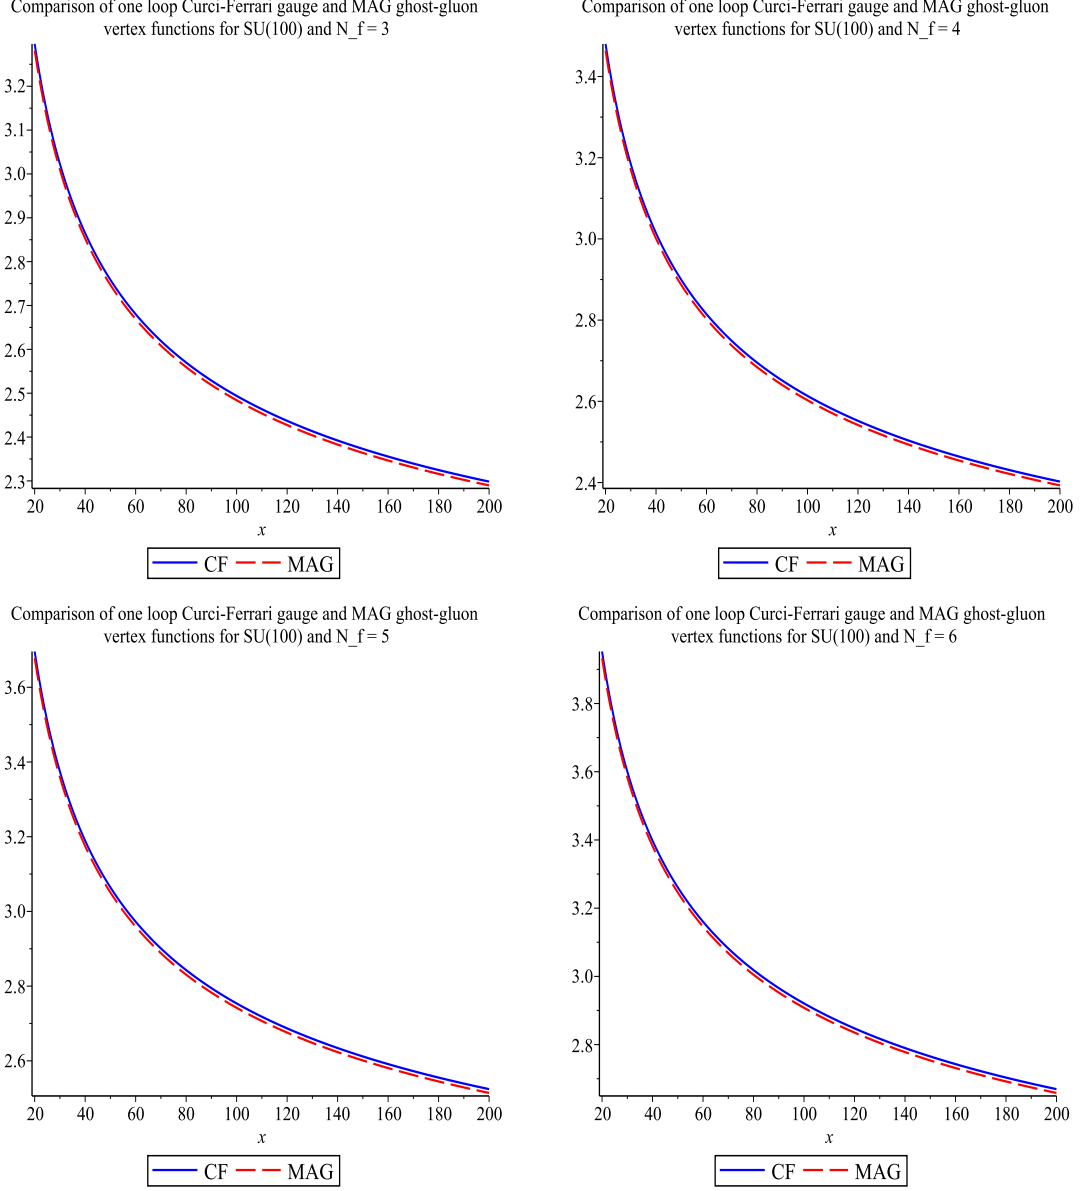 Comparison of one loop Curci-Ferrari gauge and MAG ghost-gluon
vertex functions for SU(100) and N_f = 3
3.2
3.1
3.0
2.9
2.8
2.7
2.6
2.5
2.4
2.3
20 40 60 80 100 120 140 160 180 200
x
CF MAG
Comparison of one loop Curci-Ferrari gauge and MAG ghost-gluon
vertex functions for SU(100) and N_f = 4
3.4
3.2
3.0
2.8
2.6
2.4
20 40 60 80 100 120 140 160 180 200
x
CF MAG
Comparison of one loop Curci-Ferrari gauge and MAG ghost-gluon
vertex functions for SU(100) and N_f = 5
3.6
3.4
3.2
3.0
2.8
2.6
20 40 60 80 100 120 140 160 180 200
x
CF MAG
Comparison of one loop Curci-Ferrari gauge and MAG ghost-gluon
vertex functions for SU(100) and N_f = 6
3.8
3.6
3.4
3.2
3.0
2.8
20 40 60 80 100 120 140 160 180 200
x
CF MAG